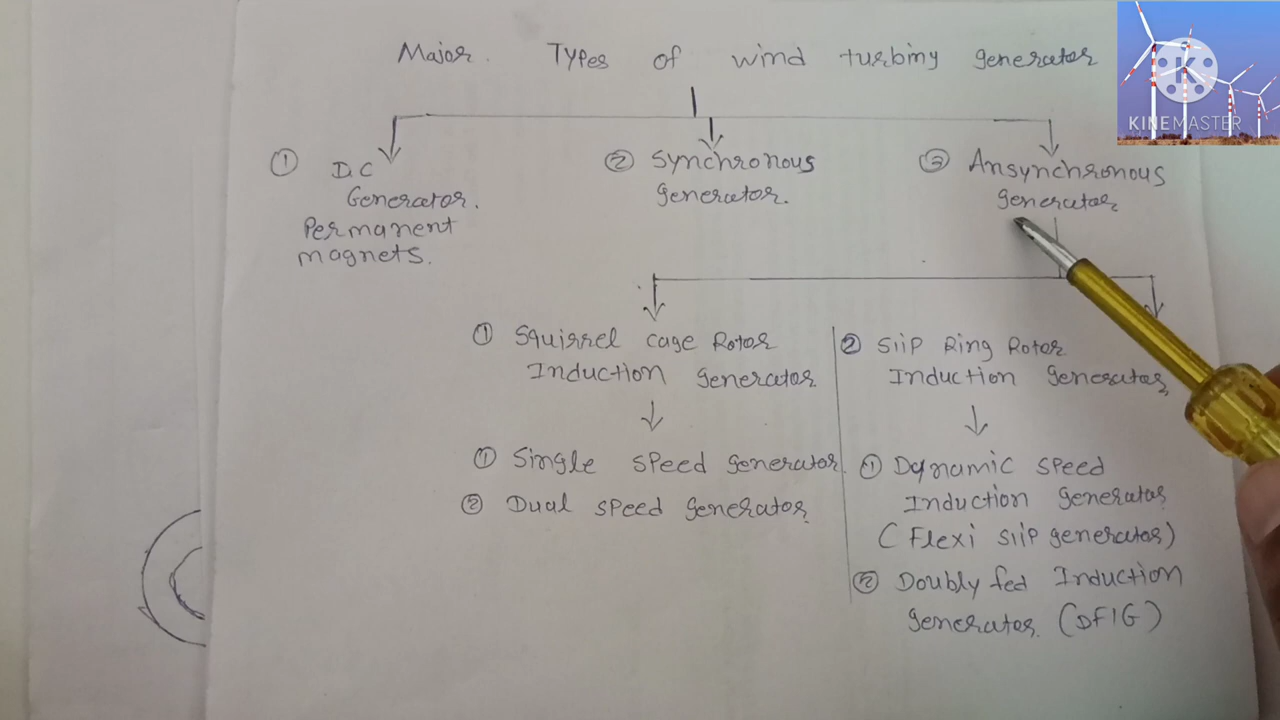 Major. Types of wind turbiny generator
① D.C
Generator.
Permanent
magnets.
② Synchronous
generator.
③ Ansynchronous
generator
① Squirrel cage Rotor
Induction generator
② Slip Ring Rotor
Induction generator
① Single speed generator
② Dual speed generator
① Dynamic speed
Induction generator
(Flexi slip generator)
② Doubly fed Induction
generator. (DFIG)
KINEMASTER